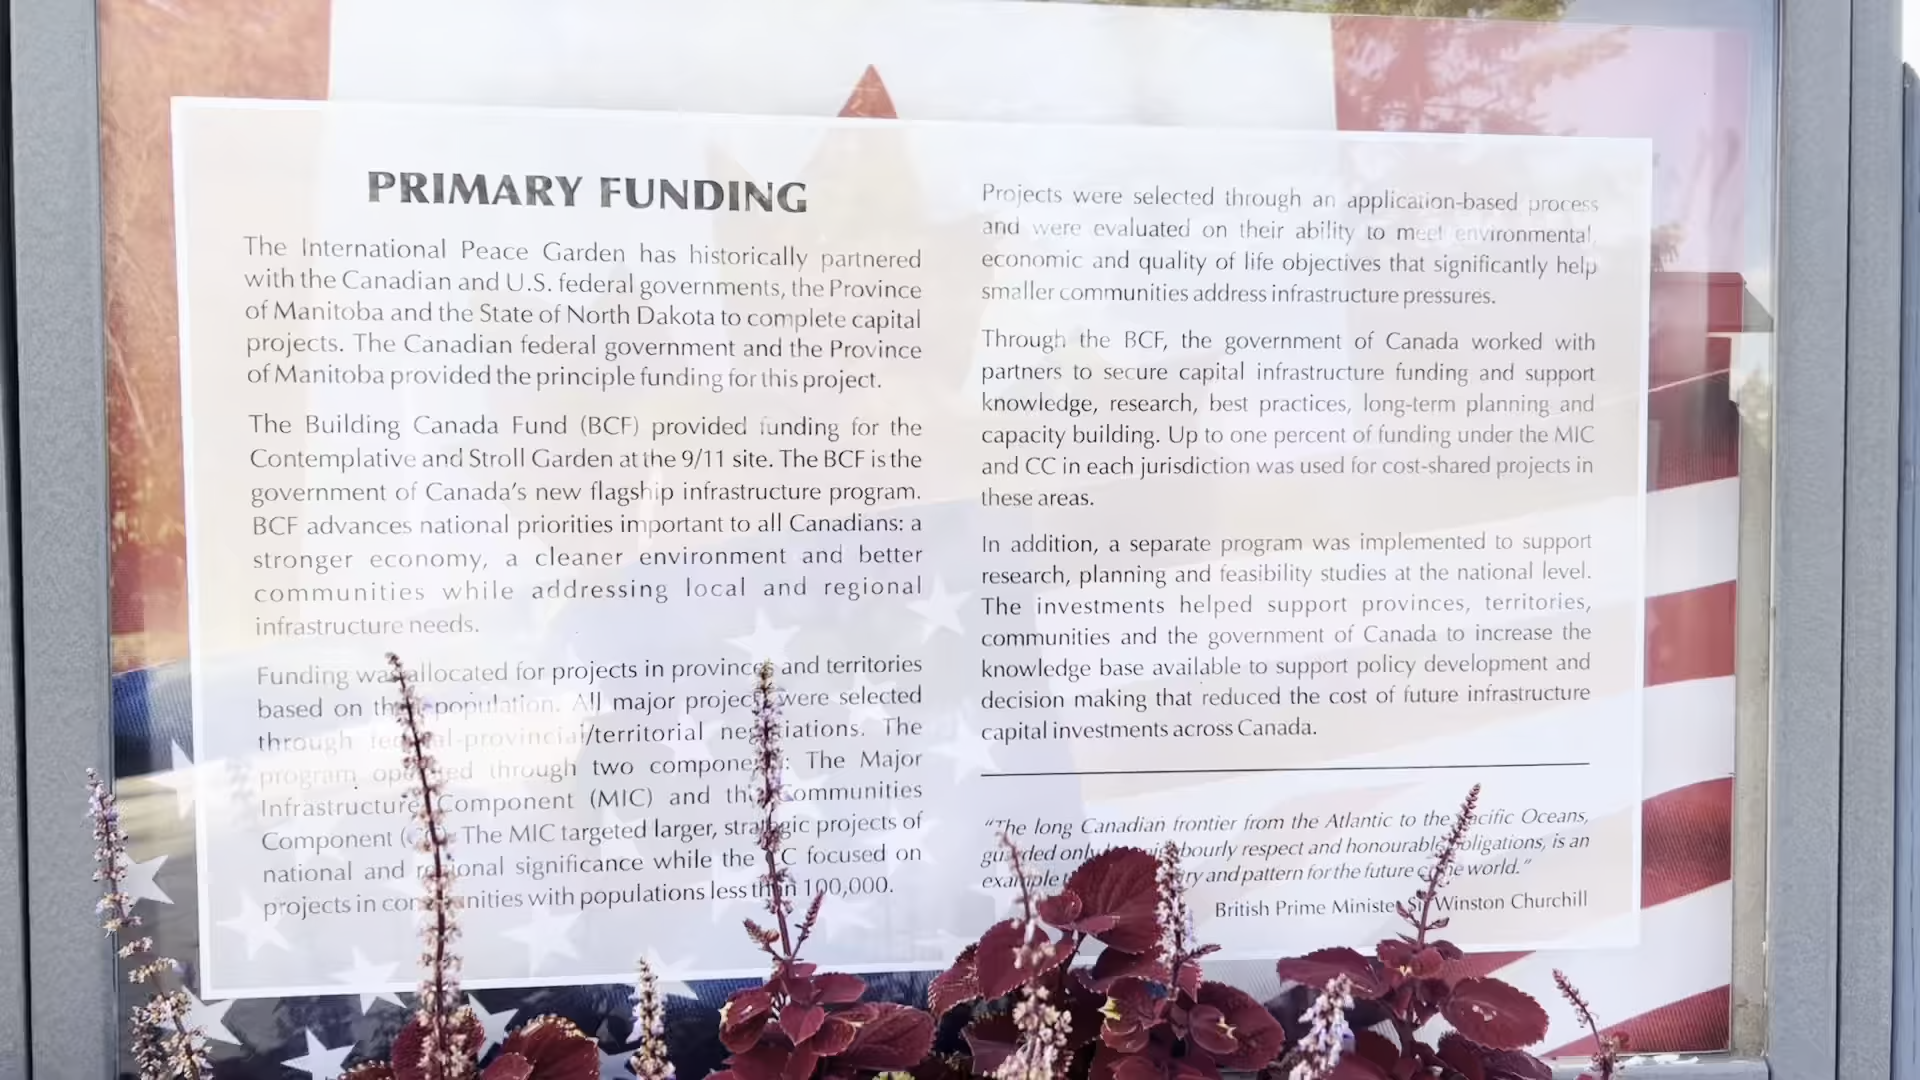 PRIMARY FUNDING
The International Peace Garden has historically partnered
with the Canadian and U.S. federal governments, the Province
of Manitoba and the State of North Dakota to complete capital
projects. The Canadian federal government and the Province
of Manitoba provided the principle funding for this project.
The Building Canada Fund (BCF) provided funding for the
Contemplative and Stroll Garden at the 9/11 site. The BCF is the
government of Canada's new flagship infrastructure program.
BCF advances national priorities important to all Canadians: a
stronger economy, a cleaner environment and better
communities while addressing local and regional
infrastructure needs.
Funding was allocated for projects in provinces and territories
based on their population. All major projects were selected
through federal-provincial/territorial negotiations. The
program operated through two components: The Major
Infrastructure Component (MIC) and the Communities
Component (CC). The MIC targeted larger, strategic projects of
national and regional significance while the CC focused on
projects in communities with populations less than 100,000.
Projects were selected through an application-based process
and were evaluated on their ability to meet environmental,
economic and quality of life objectives that significantly help
smaller communities address infrastructure pressures.
Through the BCF, the government of Canada worked with
partners to secure capital infrastructure funding and support
knowledge, research, best practices, long-term planning and
capacity building. Up to one percent of funding under the MIC
and CC in each jurisdiction was used for cost-shared projects in
these areas.
In addition, a separate program was implemented to support
research, planning and feasibility studies at the national level.
The investments helped support provinces, territories,
communities and the government of Canada to increase the
knowledge base available to support policy development and
decision making that reduced the cost of future infrastructure
capital investments across Canada.
"The long Canadian frontier from the Atlantic to the Pacific Oceans,
guarded only respect and honourable obligations, is an
example and pattern for the future of the world."
British Prime Minister Sir Winston Churchill